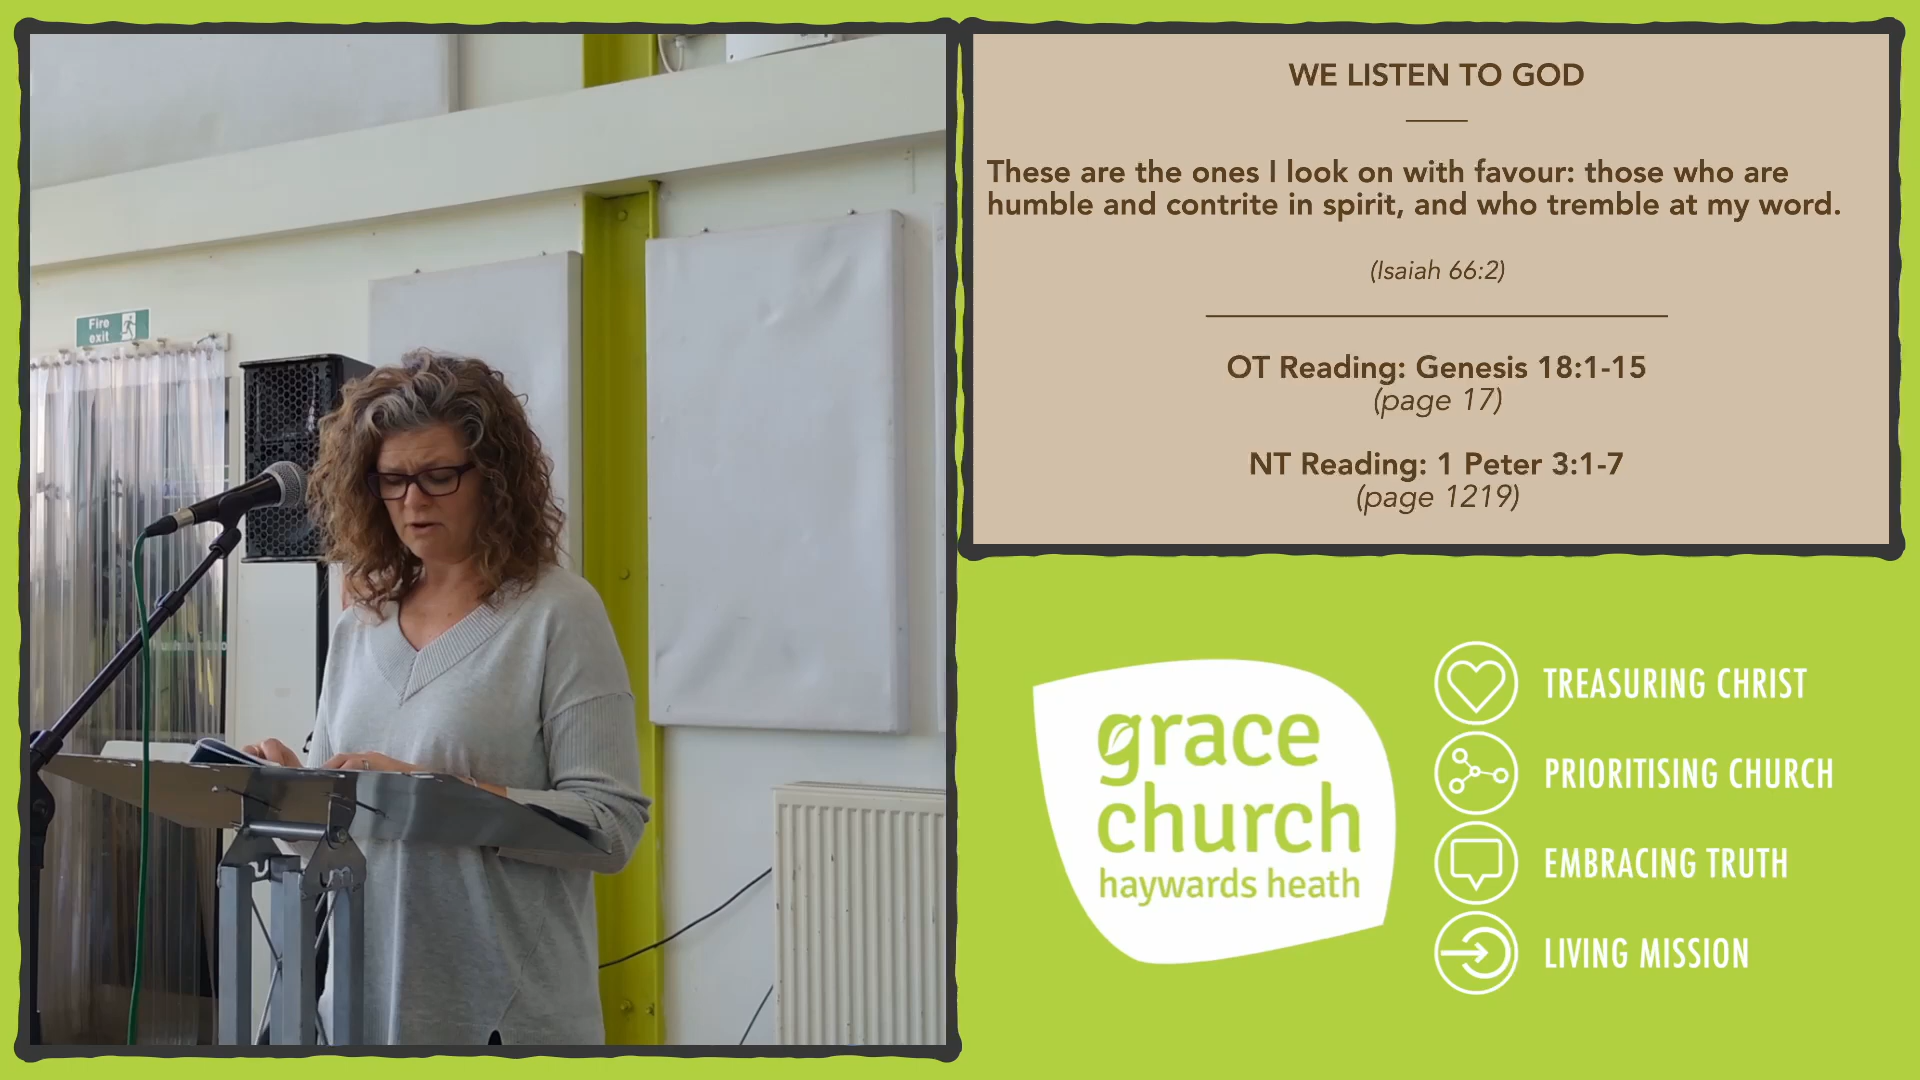 Fire
exit
WE LISTEN TO GOD
These are the ones I look on with favour: those who are
humble and contrite in spirit, and who tremble at my word.
(Isaiah 66:2)
OT Reading: Genesis 18:1-15
(page 17)
NT Reading: 1 Peter 3:1-7
(page 1219)
grace
church
haywards heath
TREASURING CHRIST
PRIORITISING CHURCH
EMBRACING TRUTH
LIVING MISSION